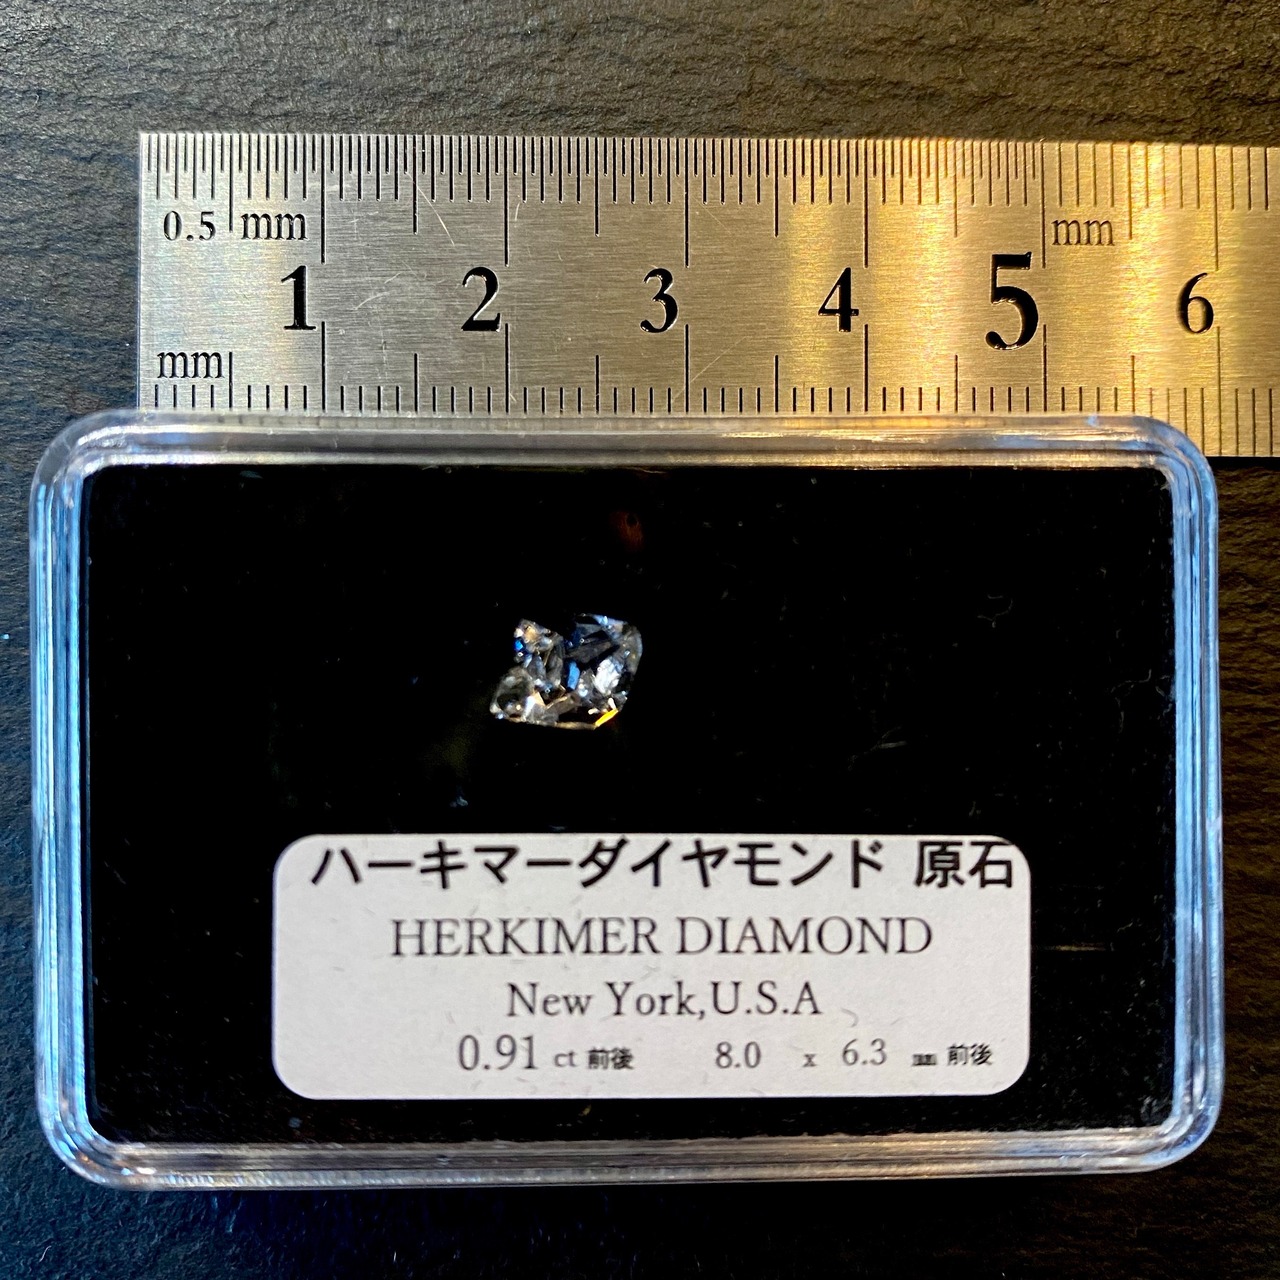 0.5 mm mm
1 2 3 4 5 6
mm
ハーキマーダイヤモンド 原石
HERKIMER DIAMOND
New York,U.S.A
0.91 ct 前後 8.0 x 6.3 mm 前後